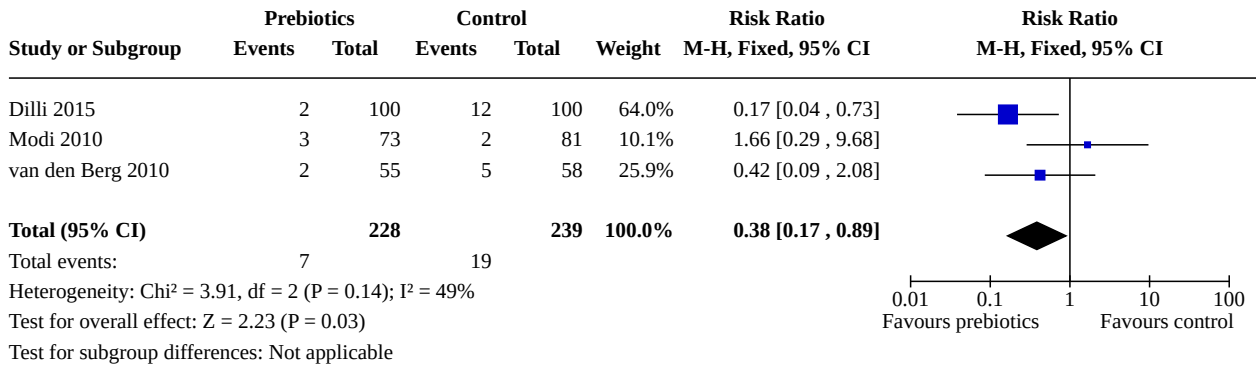 Prebiotics Control Risk Ratio Risk Ratio
Study or Subgroup Events Total Events Total Weight M-H, Fixed, 95% CI M-H, Fixed, 95% CI
Dilli 2015 2 100 12 100 64.0% 0.17 [0.04 , 0.73]
Modi 2010 3 73 2 81 10.1% 1.66 [0.29 , 9.68]
van den Berg 2010 2 55 5 58 25.9% 0.42 [0.09 , 2.08]
Total (95% CI) 228 239 100.0% 0.38 [0.17 , 0.89]
Total events: 7 19
Heterogeneity: Chi² = 3.91, df = 2 (P = 0.14); I² = 49%
0.01 0.1 1 10 100
Test for overall effect: Z = 2.23 (P = 0.03) Favours prebiotics Favours control
Test for subgroup differences: Not applicable